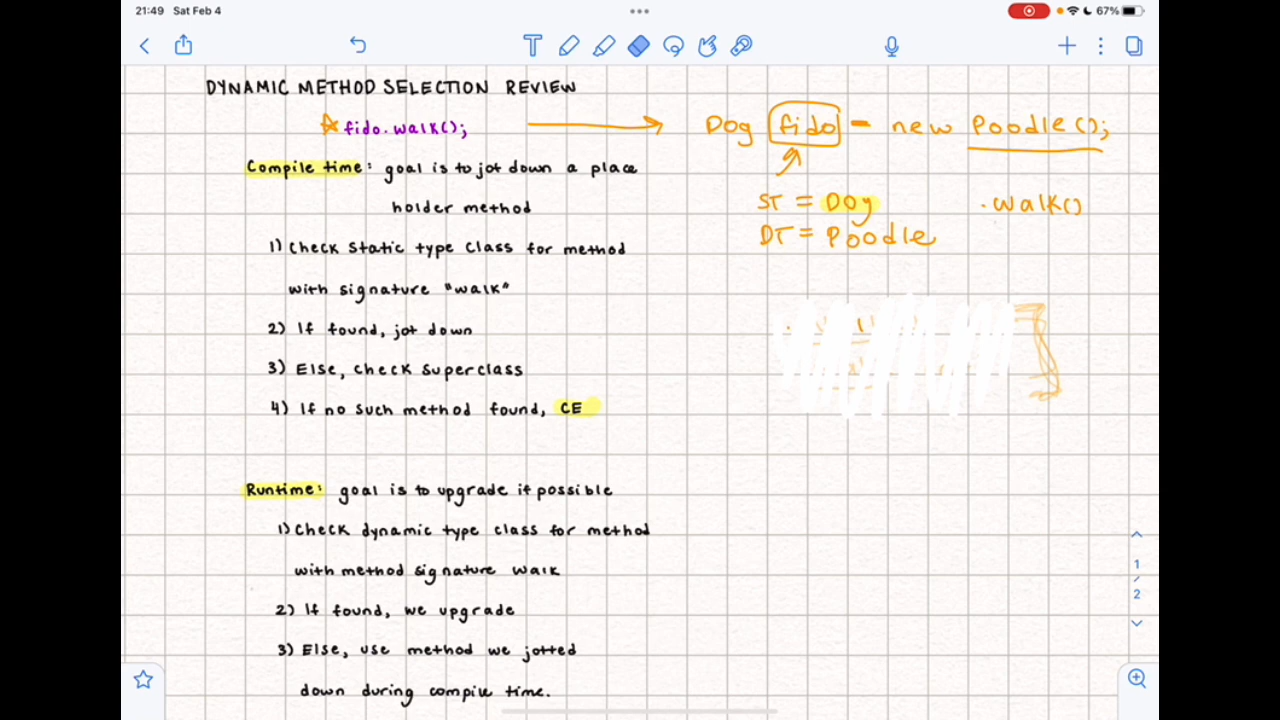 21:49 Sat Feb 4
67%
DYNAMIC METHOD SELECTION REVIEW
fido.walk();
Dog fido = new Poodle();
Compile time: goal is to jot down a place
holder method
ST = Dog
.walk()
DT = Poodle
1) Check static type class for method
with signature "walk"
2) If found, jot down
3) Else, check superclass
4) If no such method found, CE
Runtime: goal is to upgrade if possible
1) Check dynamic type class for method
with method signature walk
2) If found, we upgrade
3) Else, use method we jotted
down during compile time.
1
/
2